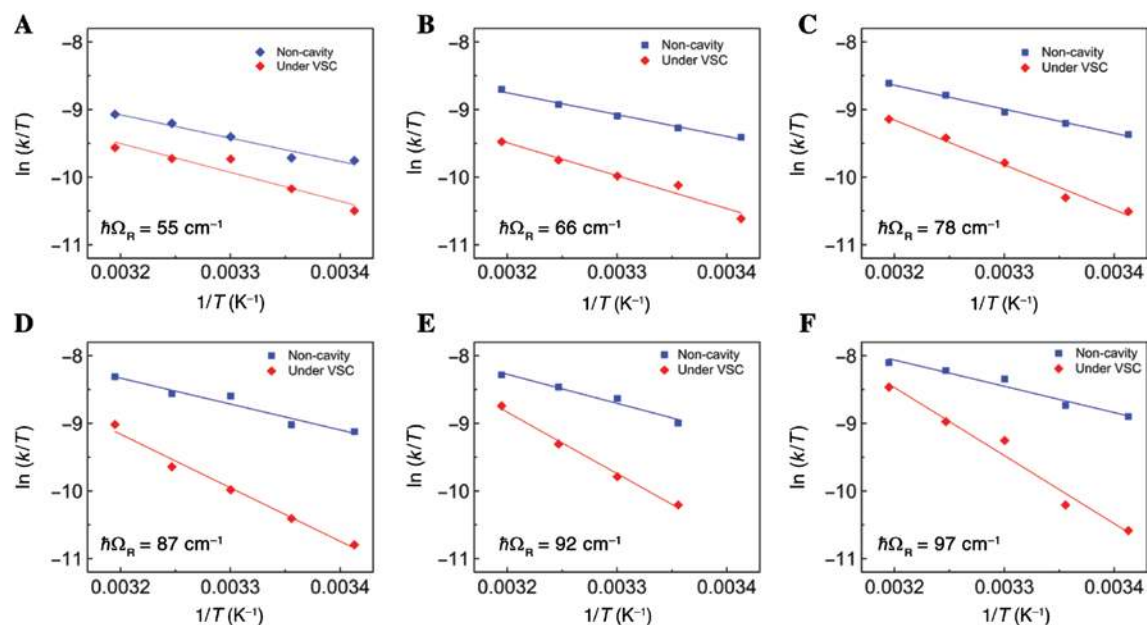 A
Non-cavity
Under VSC
ln (k/T)
−8
−9
−10
−11
ℏΩR = 55 cm⁻¹
0.0032 0.0033 0.0034
1/T (K⁻¹)
B
Non-cavity
Under VSC
ln (k/T)
−8
−9
−10
−11
ℏΩR = 66 cm⁻¹
0.0032 0.0033 0.0034
1/T (K⁻¹)
C
Non-cavity
Under VSC
ln (k/T)
−8
−9
−10
−11
ℏΩR = 78 cm⁻¹
0.0032 0.0033 0.0034
1/T (K⁻¹)
D
Non-cavity
Under VSC
ln (k/T)
−8
−9
−10
−11
ℏΩR = 87 cm⁻¹
0.0032 0.0033 0.0034
1/T (K⁻¹)
E
Non-cavity
Under VSC
ln (k/T)
−8
−9
−10
−11
ℏΩR = 92 cm⁻¹
0.0032 0.0033 0.0034
1/T (K⁻¹)
F
Non-cavity
Under VSC
ln (k/T)
−8
−9
−10
−11
ℏΩR = 97 cm⁻¹
0.0032 0.0033 0.0034
1/T (K⁻¹)